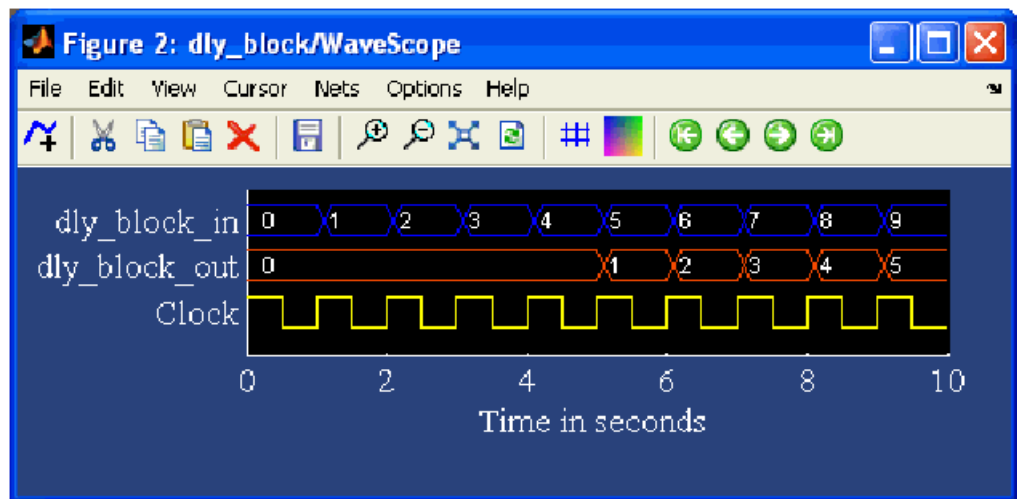 Figure 2: dly_block/WaveScope
File Edit View Cursor Nets Options Help
dly_block_in 0 1 2 3 4 5 6 7 8 9
dly_block_out 0 1 2 3 4 5
Clock
0 2 4 6 8 10
Time in seconds